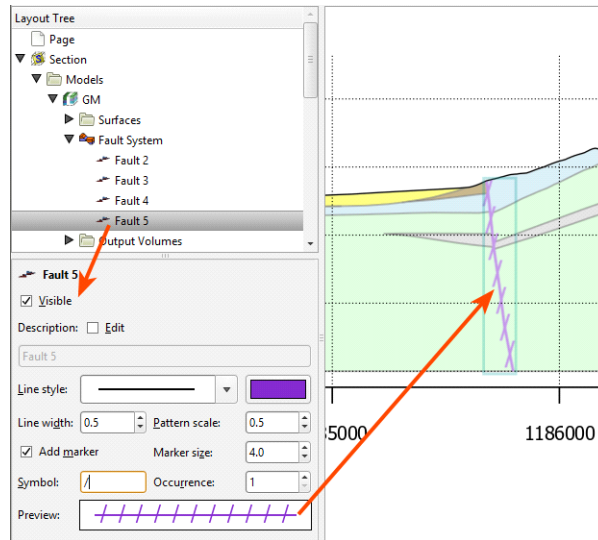 Layout Tree
Page
Section
Models
GM
Surfaces
Fault System
Fault 2
Fault 3
Fault 4
Fault 5
Output Volumes
Fault 5
Visible
Description: Edit
Fault 5
Line style:
Line width: 0.5 Pattern scale: 0.5
Add marker Marker size: 4.0
Symbol: / Occurrence: 1
Preview:
35000 1186000